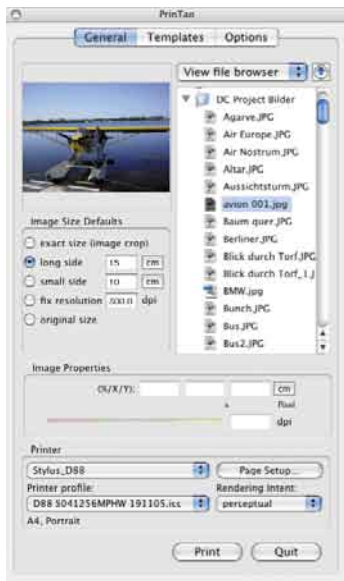 PrinTao
General Templates Options
View file browser
DC Project Bilder
Agarve.JPG
Air Europe.JPG
Air Nostrum.JPG
Altar.JPG
Aussichtsturm.JPG
avion 001.jpg
Baum quer.JPG
Berliner.JPG
Blick durch Torf.JPG
Blick durch Torf_1.J
BMW.jpg
Bunch.JPG
Bus.JPG
Bus2.JPG
Image Size Defaults
exact size (image crop)
long side 15 cm
small side 10 cm
fix resolution 300.0 dpi
original size
Image Properties
(%/X/Y): cm
x Pixel
dpi
Printer
Stylus_D88 Page Setup...
Printer profile: Rendering Intent:
D88 S041256MPHW 191105.icc perceptual
A4, Portrait
Print Quit